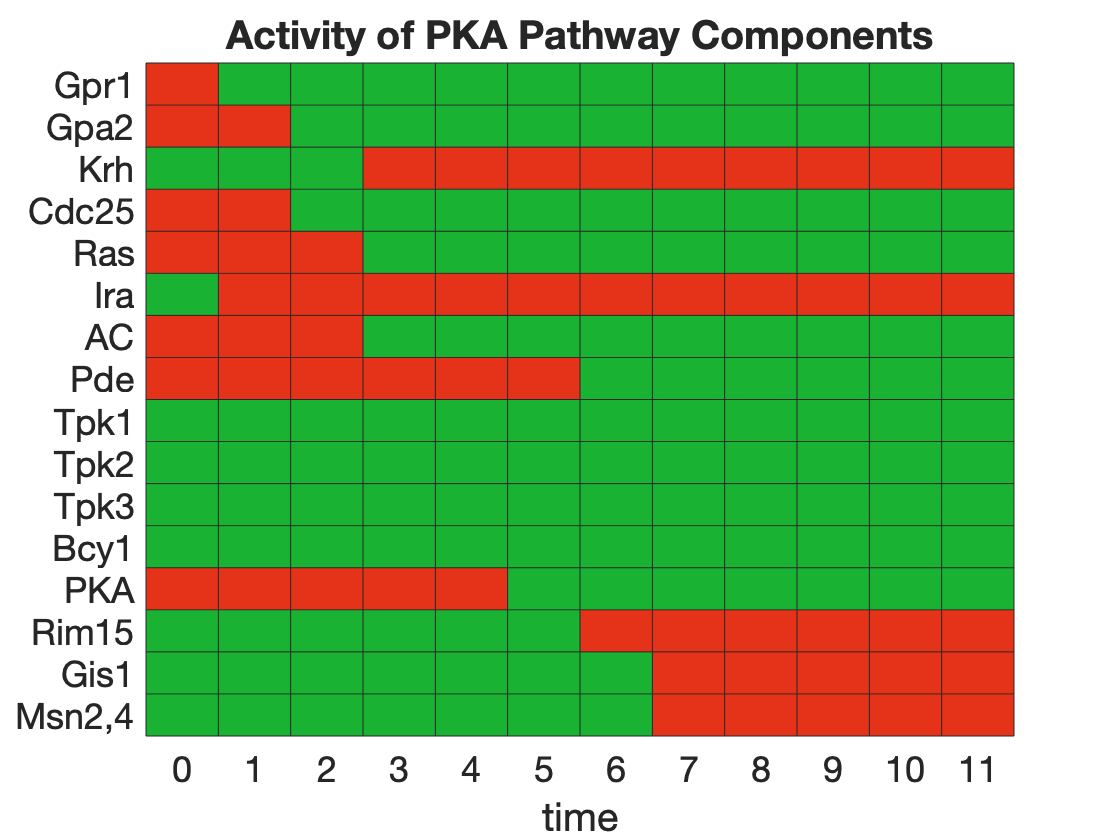 Activity of PKA Pathway Components
Gpr1
Gpa2
Krh
Cdc25
Ras
Ira
AC
Pde
Tpk1
Tpk2
Tpk3
Bcy1
PKA
Rim15
Gis1
Msn2,4
0 1 2 3 4 5 6 7 8 9 10 11
time